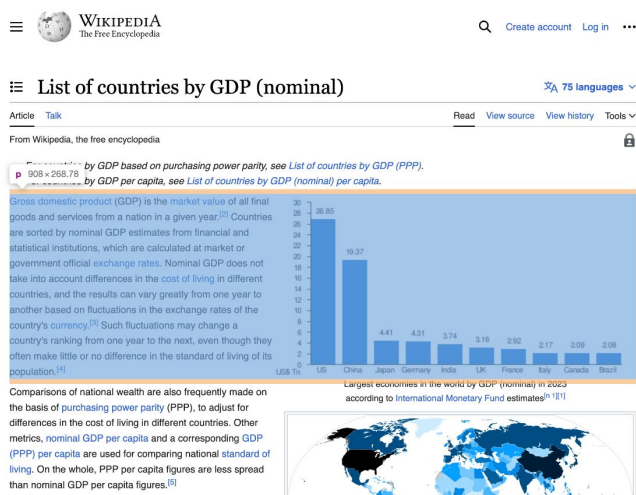 WIKIPEDIA
The Free Encyclopedia
Create account Log in
List of countries by GDP (nominal)
75 languages
Article Talk
Read View source View history Tools
From Wikipedia, the free encyclopedia
by GDP based on purchasing power parity, see List of countries by GDP (PPP).
p 908 × 268.78
by GDP per capita, see List of countries by GDP (nominal) per capita.
Gross domestic product (GDP) is the market value of all final
goods and services from a nation in a given year.[2] Countries
are sorted by nominal GDP estimates from financial and
statistical institutions, which are calculated at market or
government official exchange rates. Nominal GDP does not
take into account differences in the cost of living in different
countries, and the results can vary greatly from one year to
another based on fluctuations in the exchange rates of the
country's currency.[3] Such fluctuations may change a
country's ranking from one year to the next, even though they
often make little or no difference in the standard of living of its
population.[4]
30
28
26
24
22
20
18
16
14
12
10
8
6
4
2
0
26.85
19.37
4.41
4.31
3.74
3.16
2.92
2.17
2.09
2.08
US$ Tn
US China Japan Germany India UK France Italy Canada Brazil
Largest economies in the world by GDP (nominal) in 2023
according to International Monetary Fund estimates[n 1][1]
Comparisons of national wealth are also frequently made on
the basis of purchasing power parity (PPP), to adjust for
differences in the cost of living in different countries. Other
metrics, nominal GDP per capita and a corresponding GDP
(PPP) per capita are used for comparing national standard of
living. On the whole, PPP per capita figures are less spread
than nominal GDP per capita figures.[5]